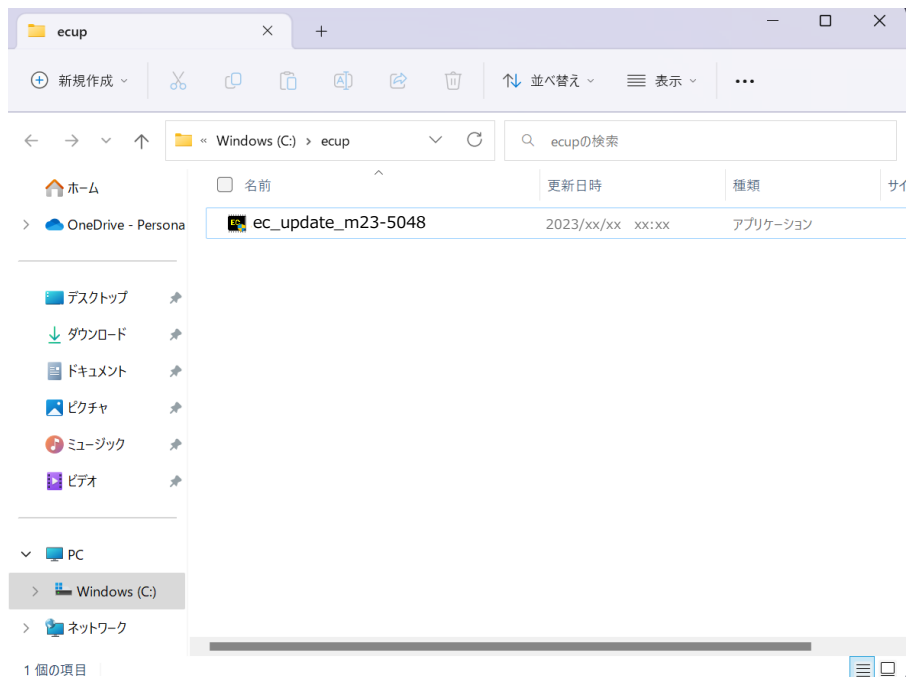 ecup
新規作成
並べ替え
表示
« Windows (C:) › ecup
ecupの検索
ホーム
OneDrive - Persona
デスクトップ
ダウンロード
ドキュメント
ピクチャ
ミュージック
ビデオ
PC
Windows (C:)
ネットワーク
名前 更新日時 種類 サイ
ec_update_m23-5048 2023/xx/xx xx:xx アプリケーション
1 個の項目